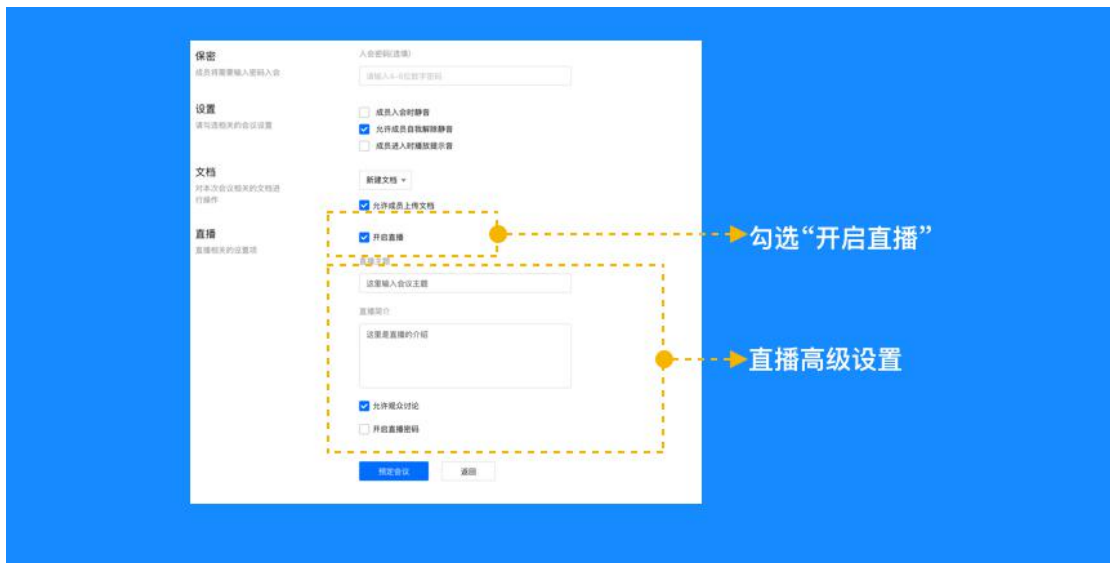 保密
入会密码(选填)
成员将需要输入密码入会
请输入4-6位数字密码
设置
请勾选相关的会议设置
成员入会时静音
允许成员自我解除静音
成员进入时播放提示音
文档
对本次会议相关的文档进
行操作
新建文档
允许成员上传文档
直播
直播相关的设置项
开启直播
勾选“开启直播”
直播主题
这里输入会议主题
直播简介
这里是直播的介绍
直播高级设置
允许观众讨论
开启直播密码
预定会议
返回